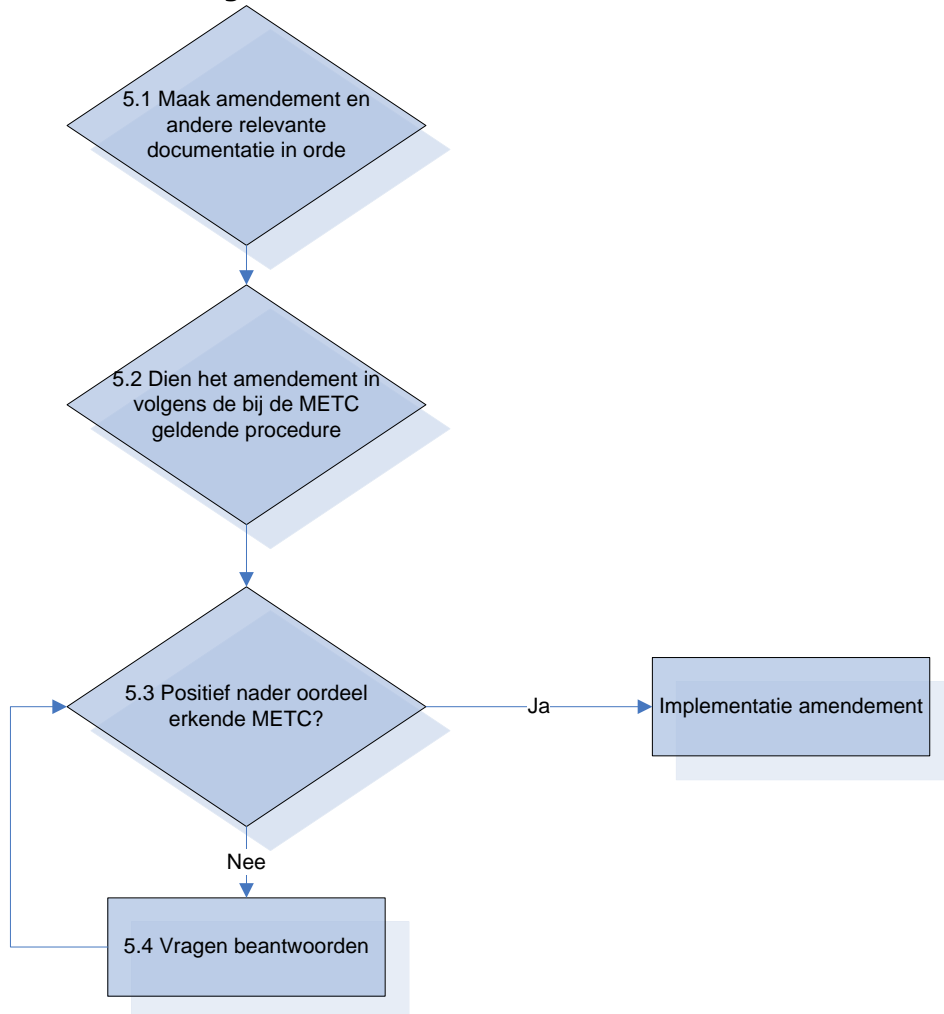 5.1 Maak amendement en
andere relevante
documentatie in orde
5.2 Dien het amendement in
volgens de bij de METC
geldende procedure
5.3 Positief nader oordeel
erkende METC?
Ja
Implementatie amendement
Nee
5.4 Vragen beantwoorden